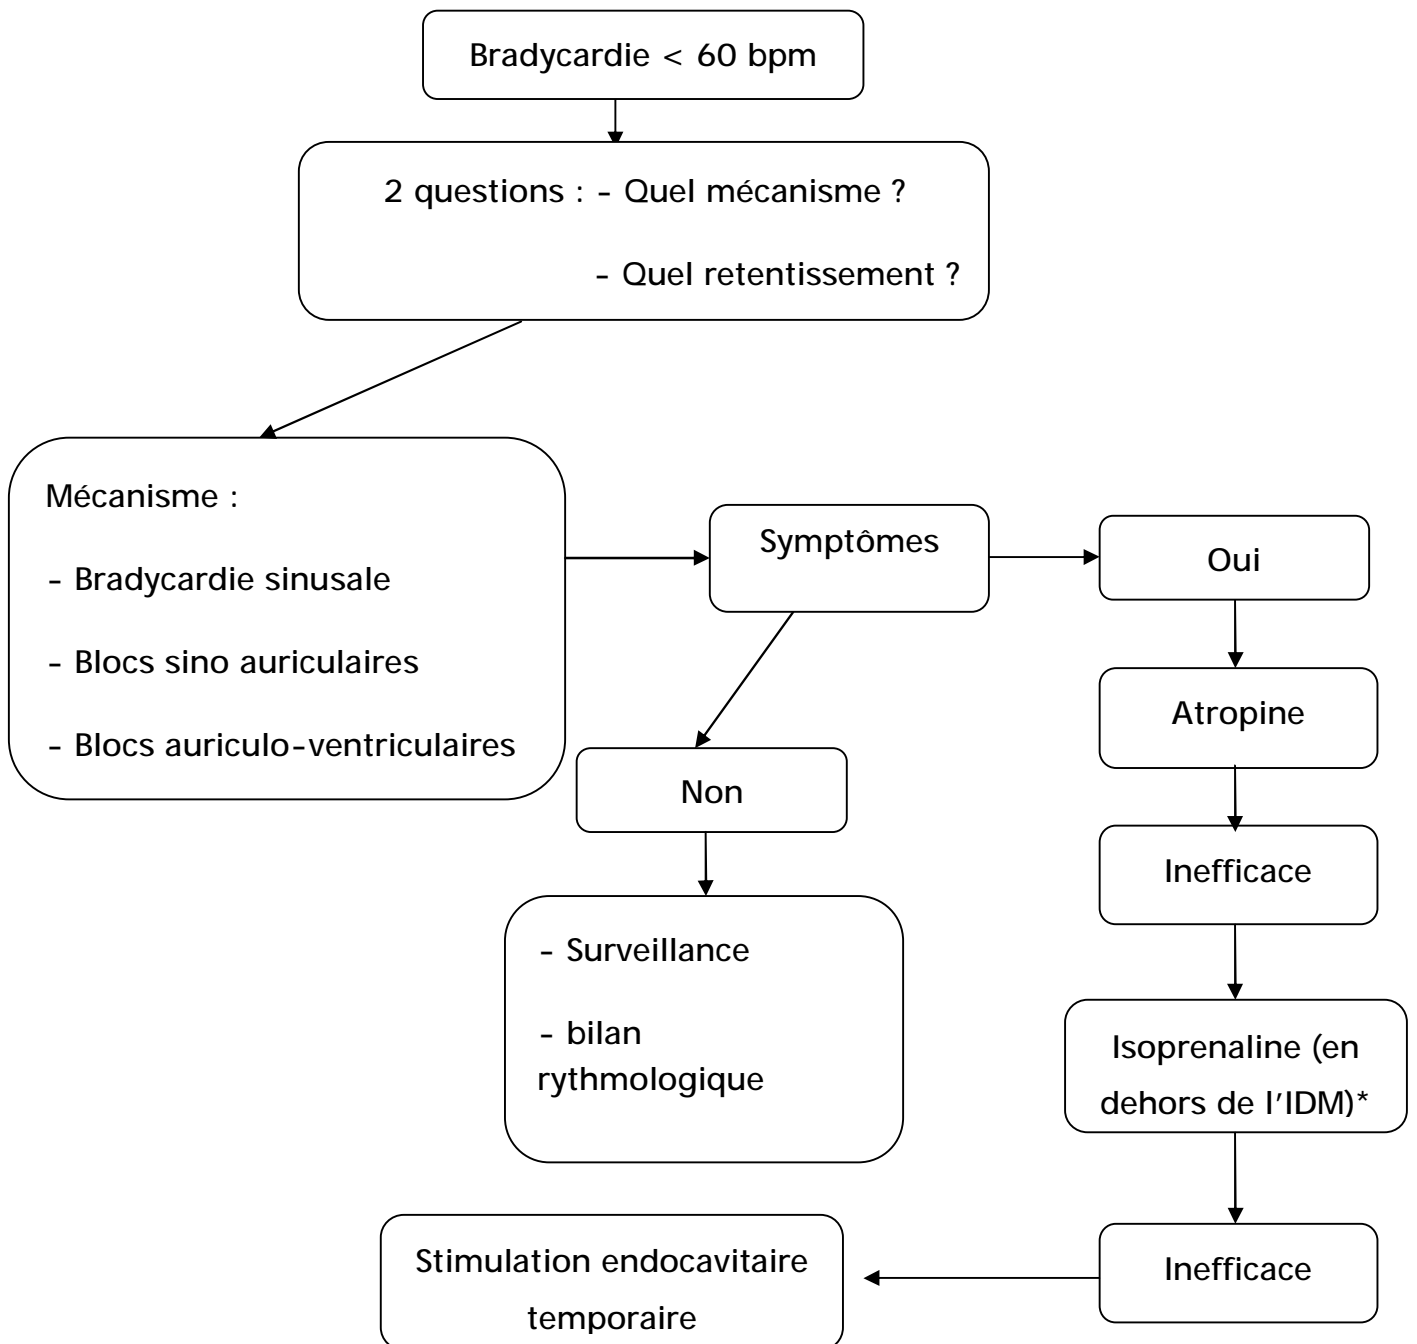 Bradycardie < 60 bpm
2 questions : - Quel mécanisme ?
- Quel retentissement ?
Mécanisme :
- Bradycardie sinusale
- Blocs sino auriculaires
- Blocs auriculo-ventriculaires
Symptômes
Oui
Atropine
Non
Inefficace
- Surveillance
- bilan
rythmologique
Isoprenaline (en
dehors de l'IDM)*
Inefficace
Stimulation endocavitaire
temporaire